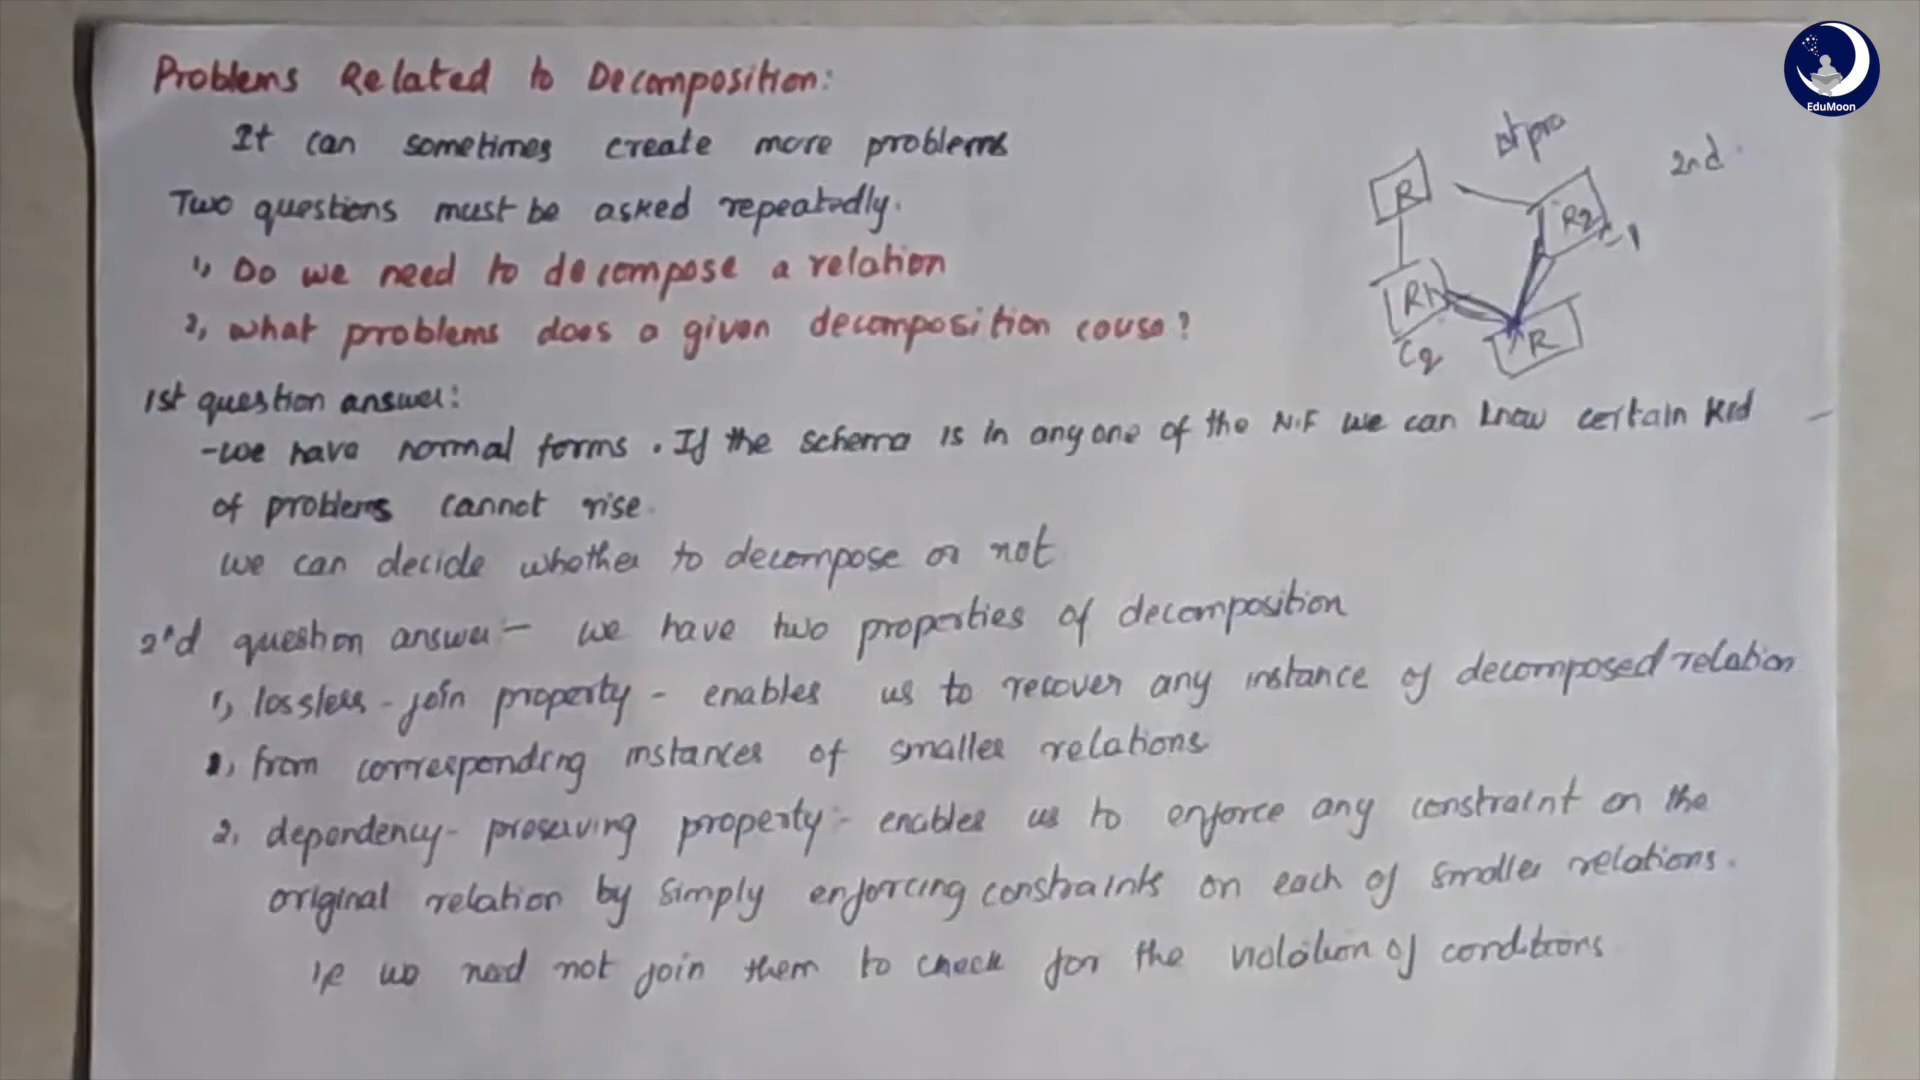 Problems Related to Decomposition:
It can sometimes create more problems
Two questions must be asked repeatedly.
1, Do we need to decompose a relation
2, what problems does a given decomposition couse?
1st question answer:
-we have normal forms. If the schema is in anyone of the N.F we can know certain kid
of problems cannot rise.
we can decide whether to decompose or not
2nd question answer:- we have two properties of decomposition
1, lossless-join property - enables us to recover any instance of decomposed relation
from corresponding instances of smaller relations
2, dependency-preserving property:- enables us to enforce any constraint on the
original relation by simply enforcing constraints on each of smaller relations.
ie we need not join them to check for the violation of conditions
2nd
R
R2
R1
R
EduMoon